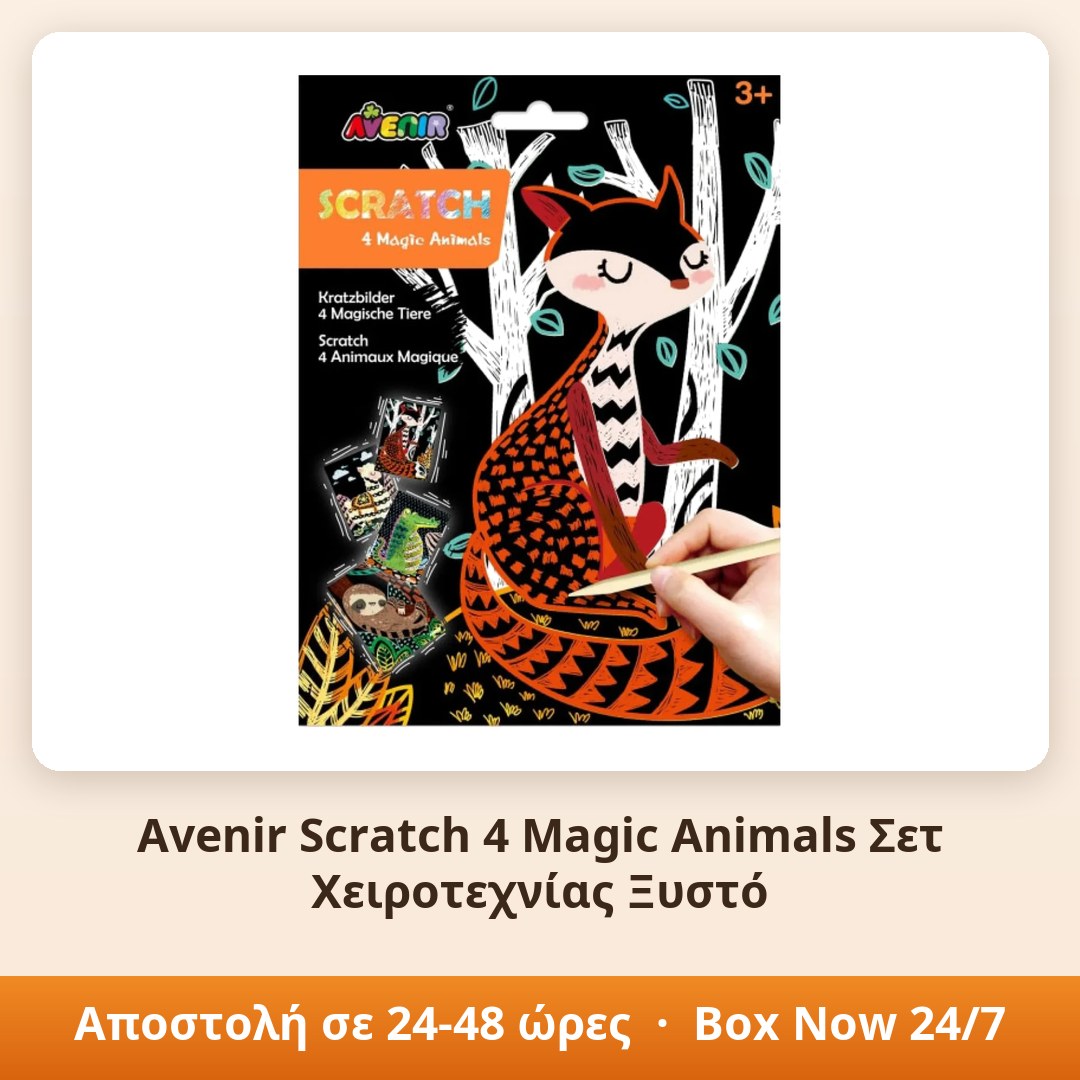 AVENIR
®
3+
SCRATCH
4 Magic Animals
Kratzbilder
4 Magische Tiere
Scratch
4 Animaux Magique
Avenir Scratch 4 Magic Animals Σετ
Χειροτεχνίας Ξυστό
Αποστολή σε 24-48 ώρες · Box Now 24/7